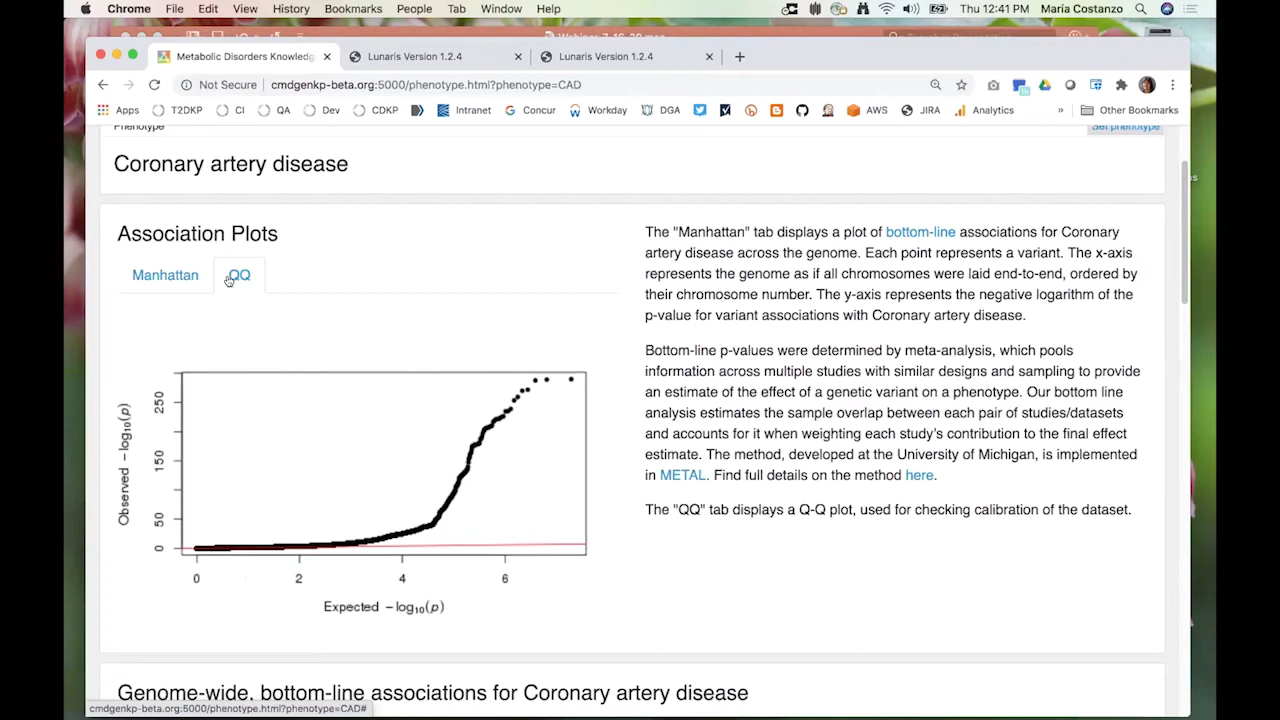 Chrome File Edit View History Bookmarks People Tab Window Help Thu 12:41 PM Maria Costanzo
Metabolic Disorders Knowledg Lunaris Version 1.2.4 Lunaris Version 1.2.4
Not Secure cmdgenkp-beta.org:5000/phenotype.html?phenotype=CAD
Apps T2DKP CI QA Dev CDKP Intranet Concur Workday DGA AWS JIRA Analytics » Other Bookmarks
Phenotype Set phenotype
Coronary artery disease
Association Plots
Manhattan QQ
Observed −log10(p)
250
150
50
0
0 2 4 6
Expected −log10(p)
The "Manhattan" tab displays a plot of bottom-line associations for Coronary
artery disease across the genome. Each point represents a variant. The x-axis
represents the genome as if all chromosomes were laid end-to-end, ordered by
their chromosome number. The y-axis represents the negative logarithm of the
p-value for variant associations with Coronary artery disease.
Bottom-line p-values were determined by meta-analysis, which pools
information across multiple studies with similar designs and sampling to provide
an estimate of the effect of a genetic variant on a phenotype. Our bottom line
analysis estimates the sample overlap between each pair of studies/datasets
and accounts for it when weighting each study's contribution to the final effect
estimate. The method, developed at the University of Michigan, is implemented
in METAL. Find full details on the method here.
The "QQ" tab displays a Q-Q plot, used for checking calibration of the dataset.
Genome-wide, bottom-line associations for Coronary artery disease
cmdgenkp-beta.org:5000/phenotype.html?phenotype=CAD#